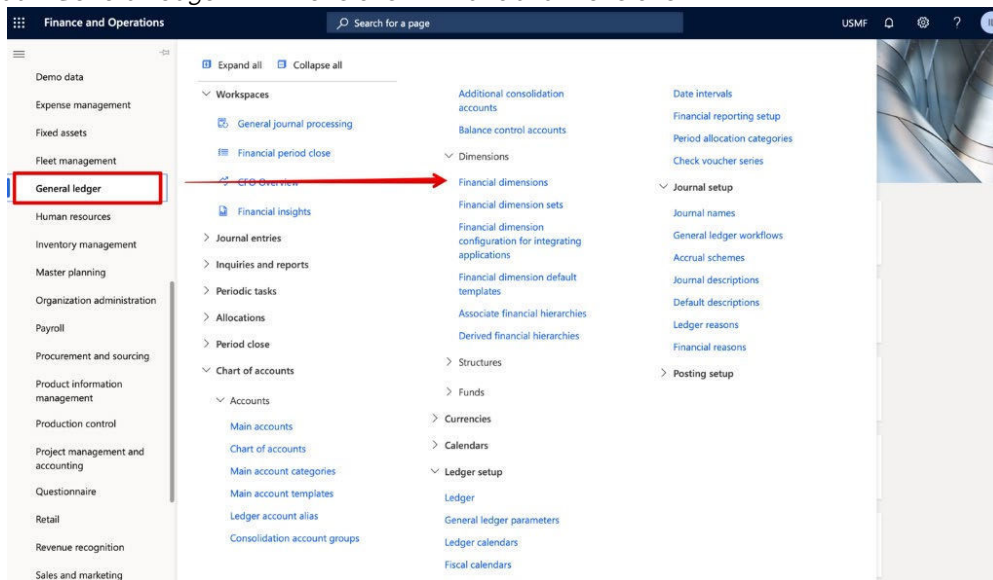 Finance and Operations
Search for a page
USMF
Demo data
Expense management
Fixed assets
Fleet management
General ledger
Human resources
Inventory management
Master planning
Organization administration
Payroll
Procurement and sourcing
Product information
management
Production control
Project management and
accounting
Questionnaire
Retail
Revenue recognition
Sales and marketing
Expand all
Collapse all
Workspaces
General journal processing
Financial period close
CFO Overview
Financial insights
Journal entries
Inquiries and reports
Periodic tasks
Allocations
Period close
Chart of accounts
Accounts
Main accounts
Chart of accounts
Main account categories
Main account templates
Ledger account alias
Consolidation account groups
Additional consolidation
accounts
Balance control accounts
Dimensions
Financial dimensions
Financial dimension sets
Financial dimension
configuration for integrating
applications
Financial dimension default
templates
Associate financial hierarchies
Derived financial hierarchies
Structures
Funds
Currencies
Calendars
Ledger setup
Ledger
General ledger parameters
Ledger calendars
Fiscal calendars
Date intervals
Financial reporting setup
Period allocation categories
Check voucher series
Journal setup
Journal names
General ledger workflows
Accrual schemes
Journal descriptions
Default descriptions
Ledger reasons
Financial reasons
Posting setup